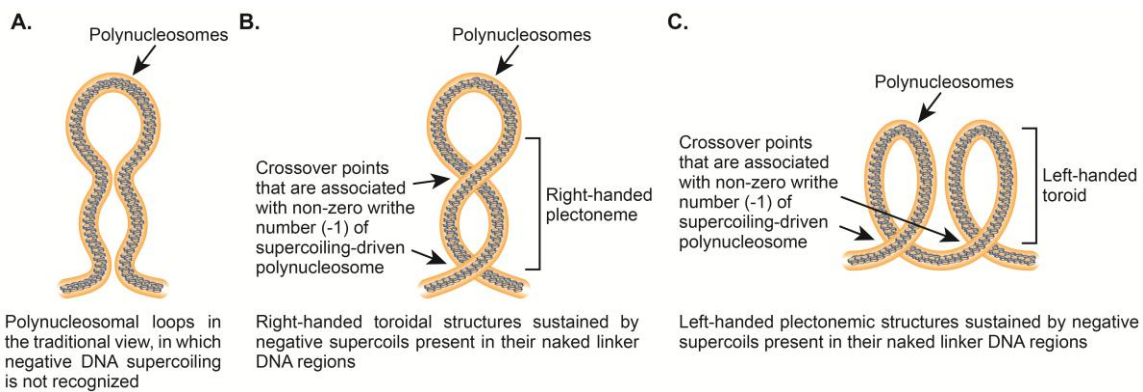 A.
Polynucleosomes
Polynucleosomal loops in
the traditional view, in which
negative DNA supercoiling
is not recognized
B.
Polynucleosomes
Crossover points
that are associated
with non-zero writhe
number (-1) of
supercoiling-driven
polynucleosome
Right-handed
plectoneme
Right-handed toroidal structures sustained by
negative supercoils present in their naked linker
DNA regions
C.
Polynucleosomes
Crossover points
that are associated
with non-zero writhe
number (-1) of
supercoiling-driven
polynucleosome
Left-handed
toroid
Left-handed plectonemic structures sustained by negative
supercoils present in their naked linker DNA regions